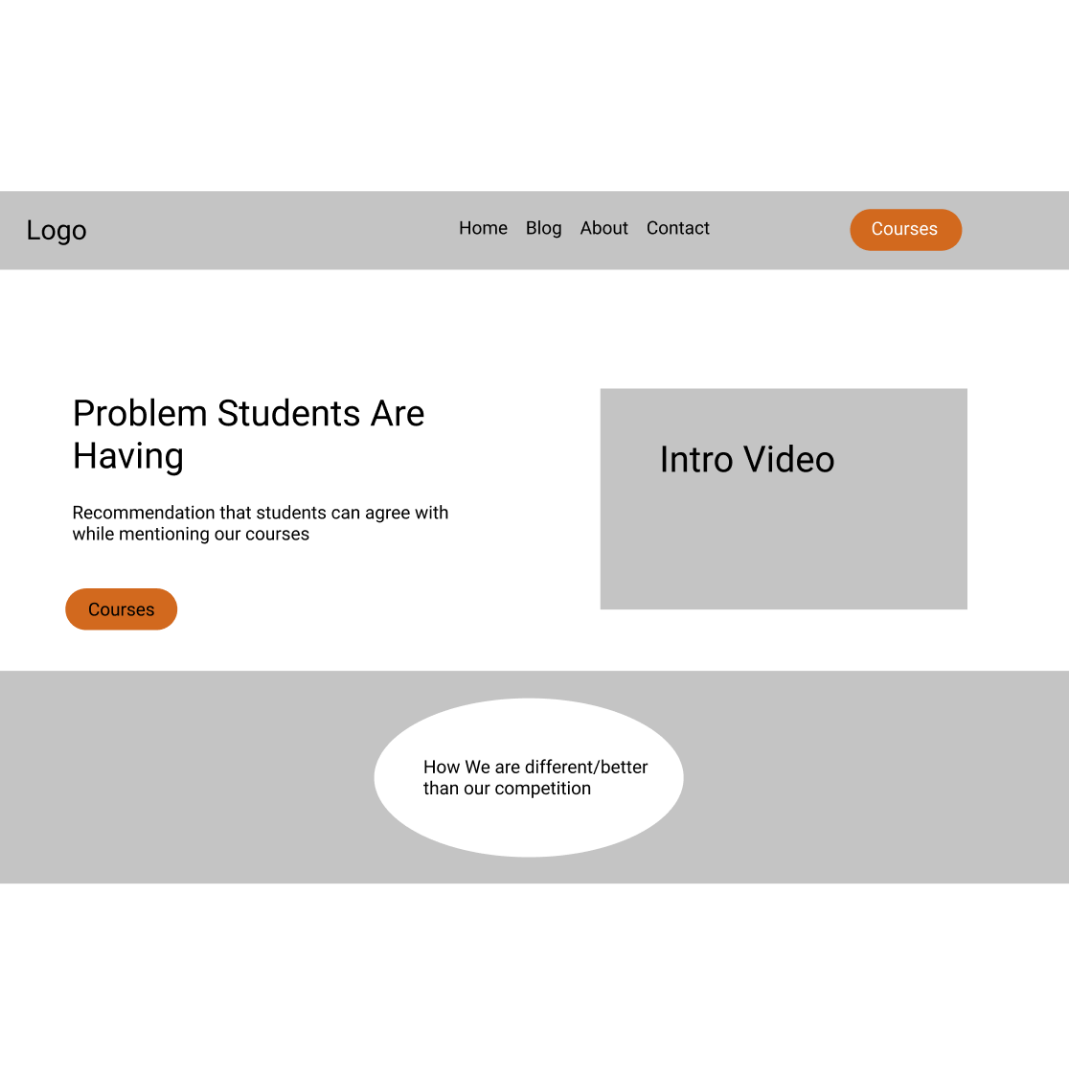 Logo
Home Blog About Contact
Courses
Problem Students Are
Having
Recommendation that students can agree with
while mentioning our courses
Courses
Intro Video
How We are different/better
than our competition